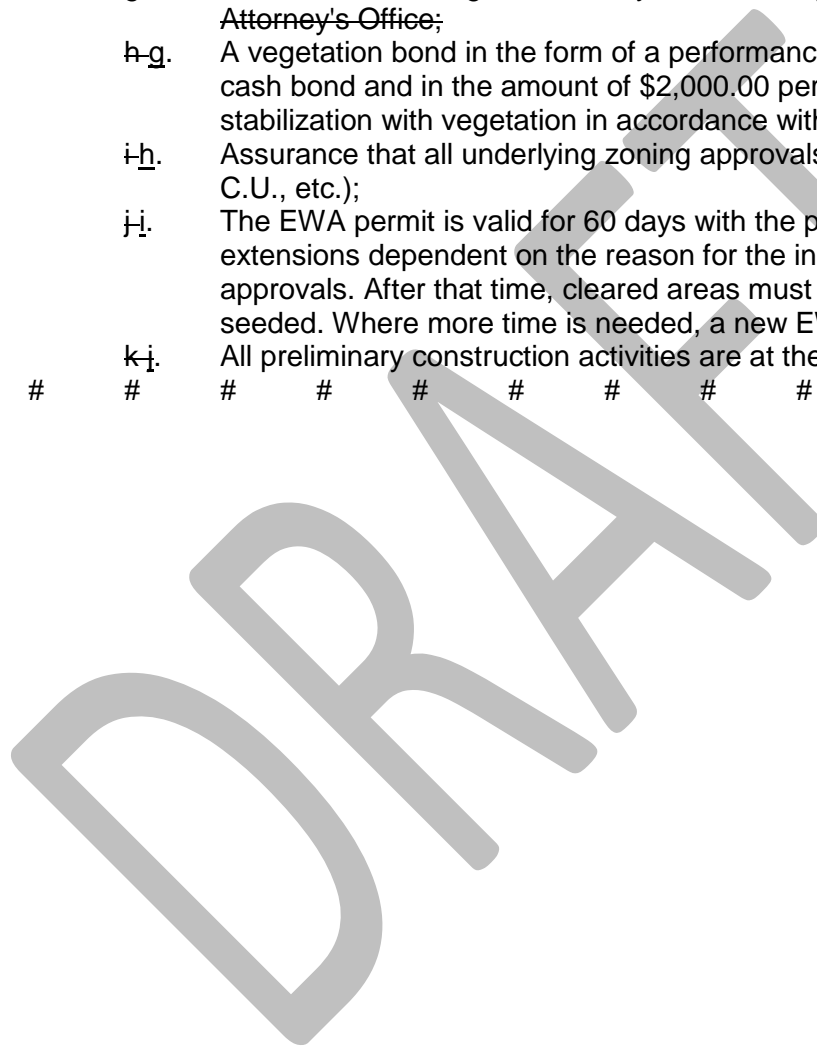 Attorney's Office;
h g. A vegetation bond in the form of a performance
cash bond and in the amount of $2,000.00 per
stabilization with vegetation in accordance with
i h. Assurance that all underlying zoning approvals
C.U., etc.);
j i. The EWA permit is valid for 60 days with the
extensions dependent on the reason for the
approvals. After that time, cleared areas must
seeded. Where more time is needed, a new
k j. All preliminary construction activities are at the
# # # # # # # # #
DRAFT